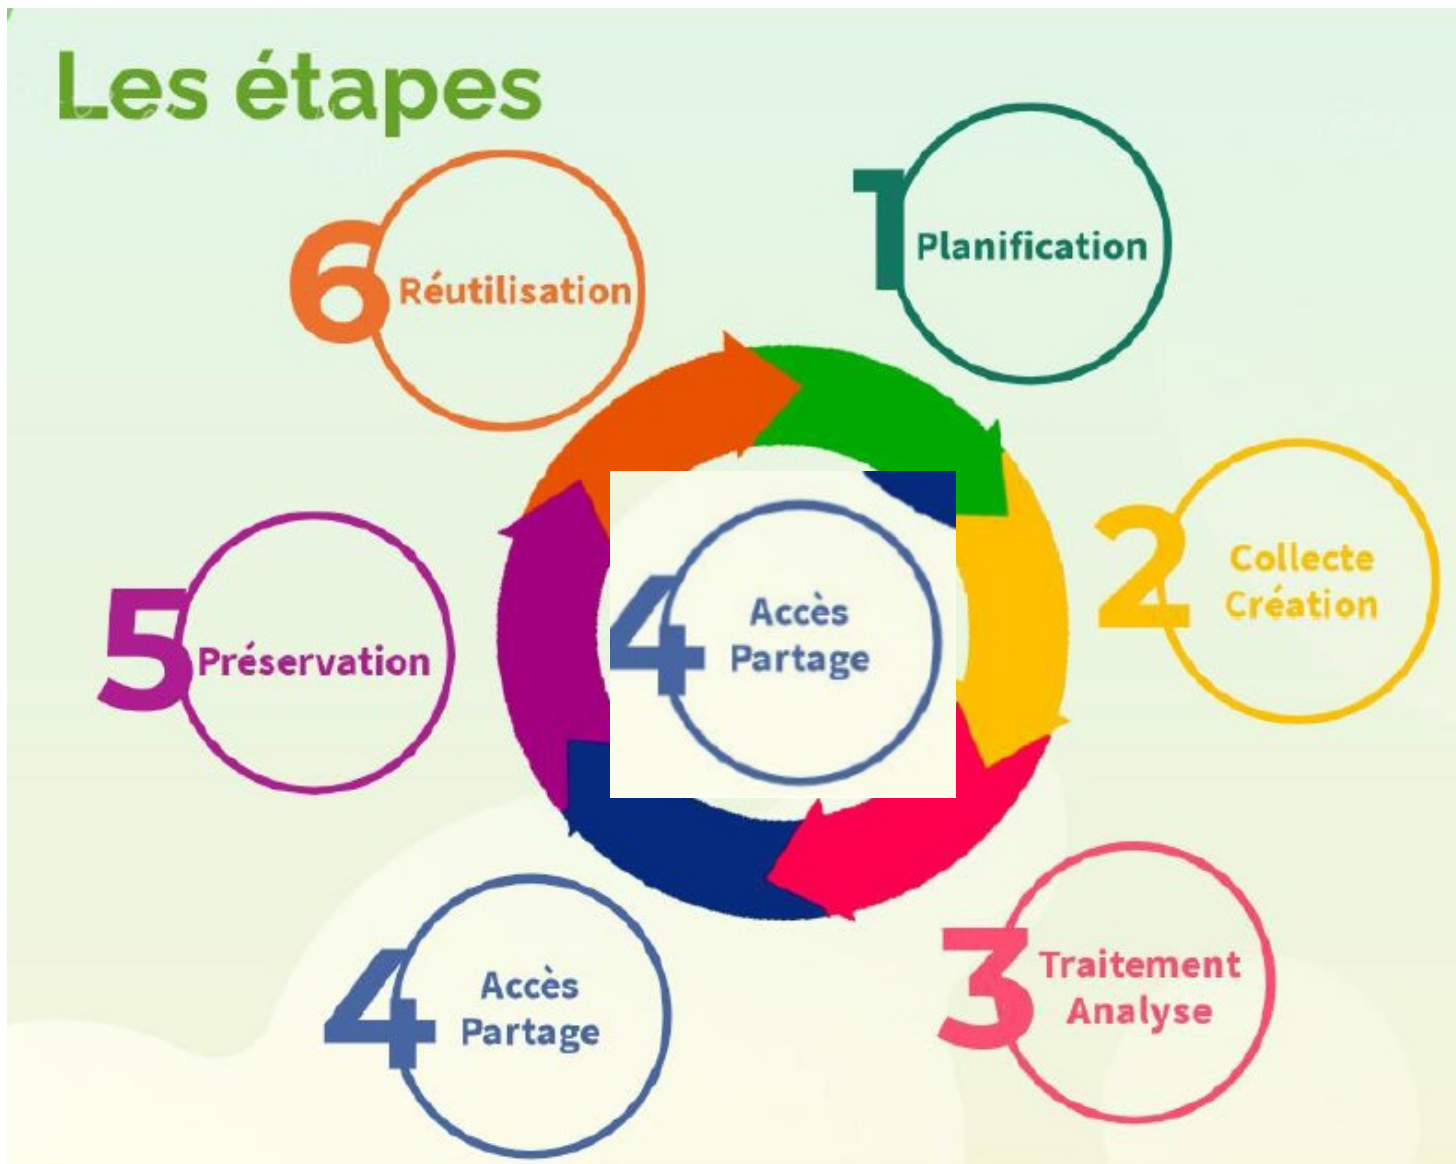 Les étapes
1
Planification
2
Collecte
Création
3
Traitement
Analyse
4
Accès
Partage
5
Préservation
6
Réutilisation
4
Accès
Partage